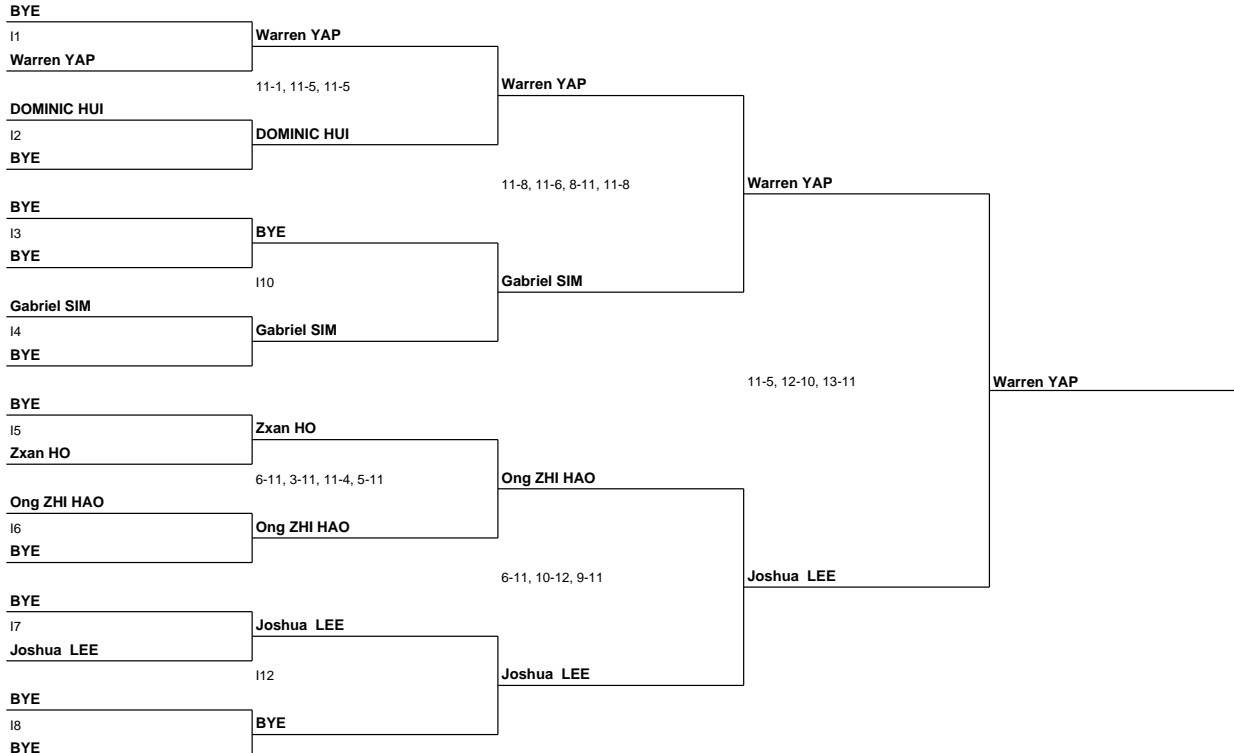 BYE
I1
Warren YAP
DOMINIC HUI
I2
BYE
BYE
I3
BYE
Gabriel SIM
I4
BYE
BYE
I5
Zxan HO
Ong ZHI HAO
I6
BYE
BYE
I7
Joshua LEE
BYE
I8
BYE
Warren YAP
11-1, 11-5, 11-5
DOMINIC HUI
BYE
I10
Gabriel SIM
Zxan HO
6-11, 3-11, 11-4, 5-11
Ong ZHI HAO
Joshua LEE
I12
BYE
Warren YAP
11-8, 11-6, 8-11, 11-8
Gabriel SIM
Ong ZHI HAO
6-11, 10-12, 9-11
Joshua LEE
Warren YAP
11-5, 12-10, 13-11
Joshua LEE
Warren YAP